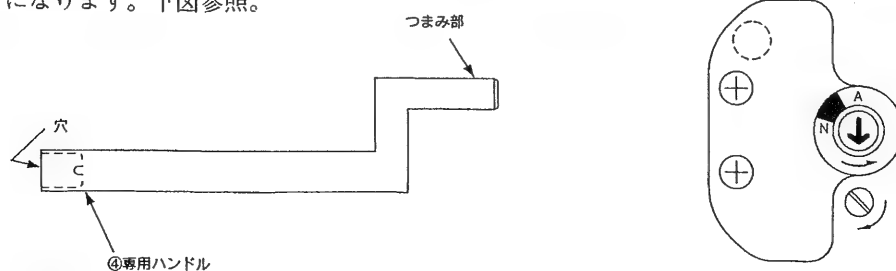 になります。下図参照。
つまみ部
穴
④専用ハンドル
A
N